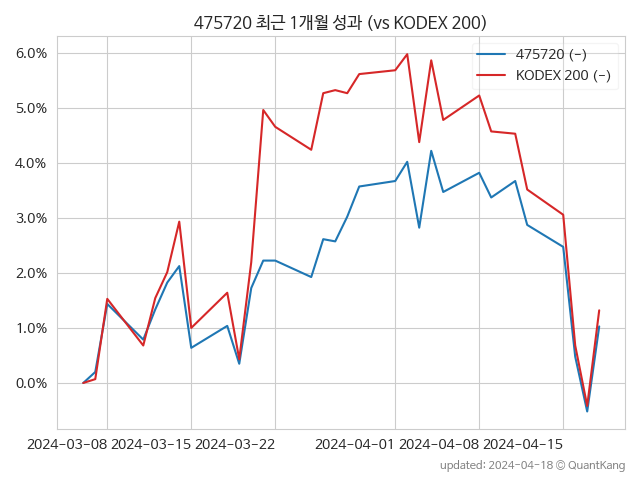 475720 최근 1개월 성과 (vs KODEX 200)
475720 (-)
KODEX 200 (-)
6.0%
5.0%
4.0%
3.0%
2.0%
1.0%
0.0%
2024-03-08 2024-03-15 2024-03-22 2024-04-01 2024-04-08 2024-04-15
updated: 2024-04-18 © QuantKang